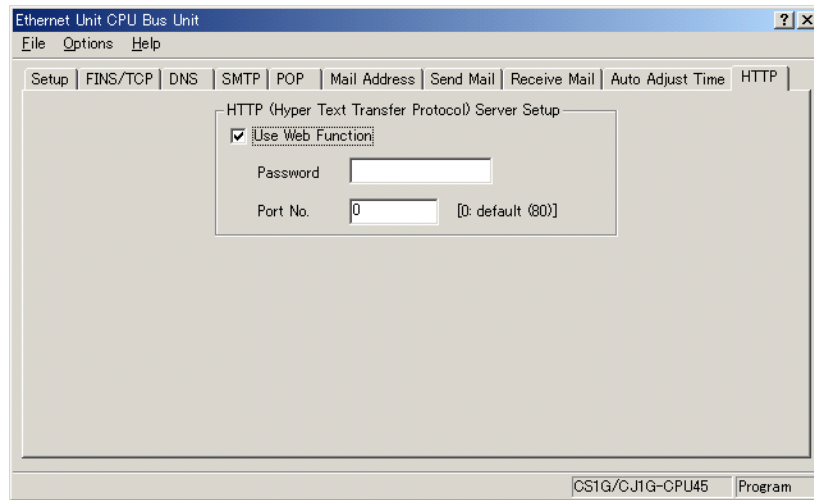 Ethernet Unit CPU Bus Unit
File Options Help
Setup FINS/TCP DNS SMTP POP Mail Address Send Mail Receive Mail Auto Adjust Time HTTP
HTTP (Hyper Text Transfer Protocol) Server Setup
Use Web Function
Password
Port No. 0 [0: default (80)]
CS1G/CJ1G-CPU45 Program